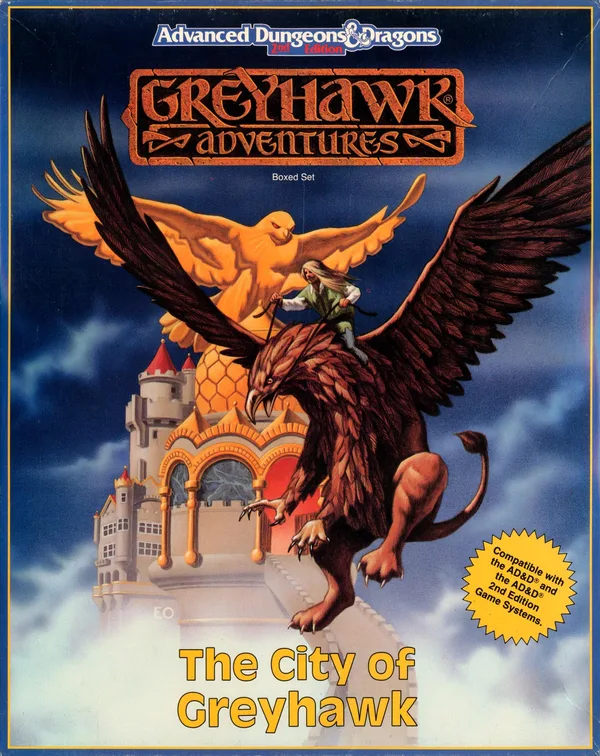 Advanced Dungeons & Dragons®
2nd Edition
GREYHAWK®
ADVENTURES
Boxed Set
Compatible with
the AD&D® and
the AD&D®
2nd Edition
Game Systems.
EO
The City of
Greyhawk